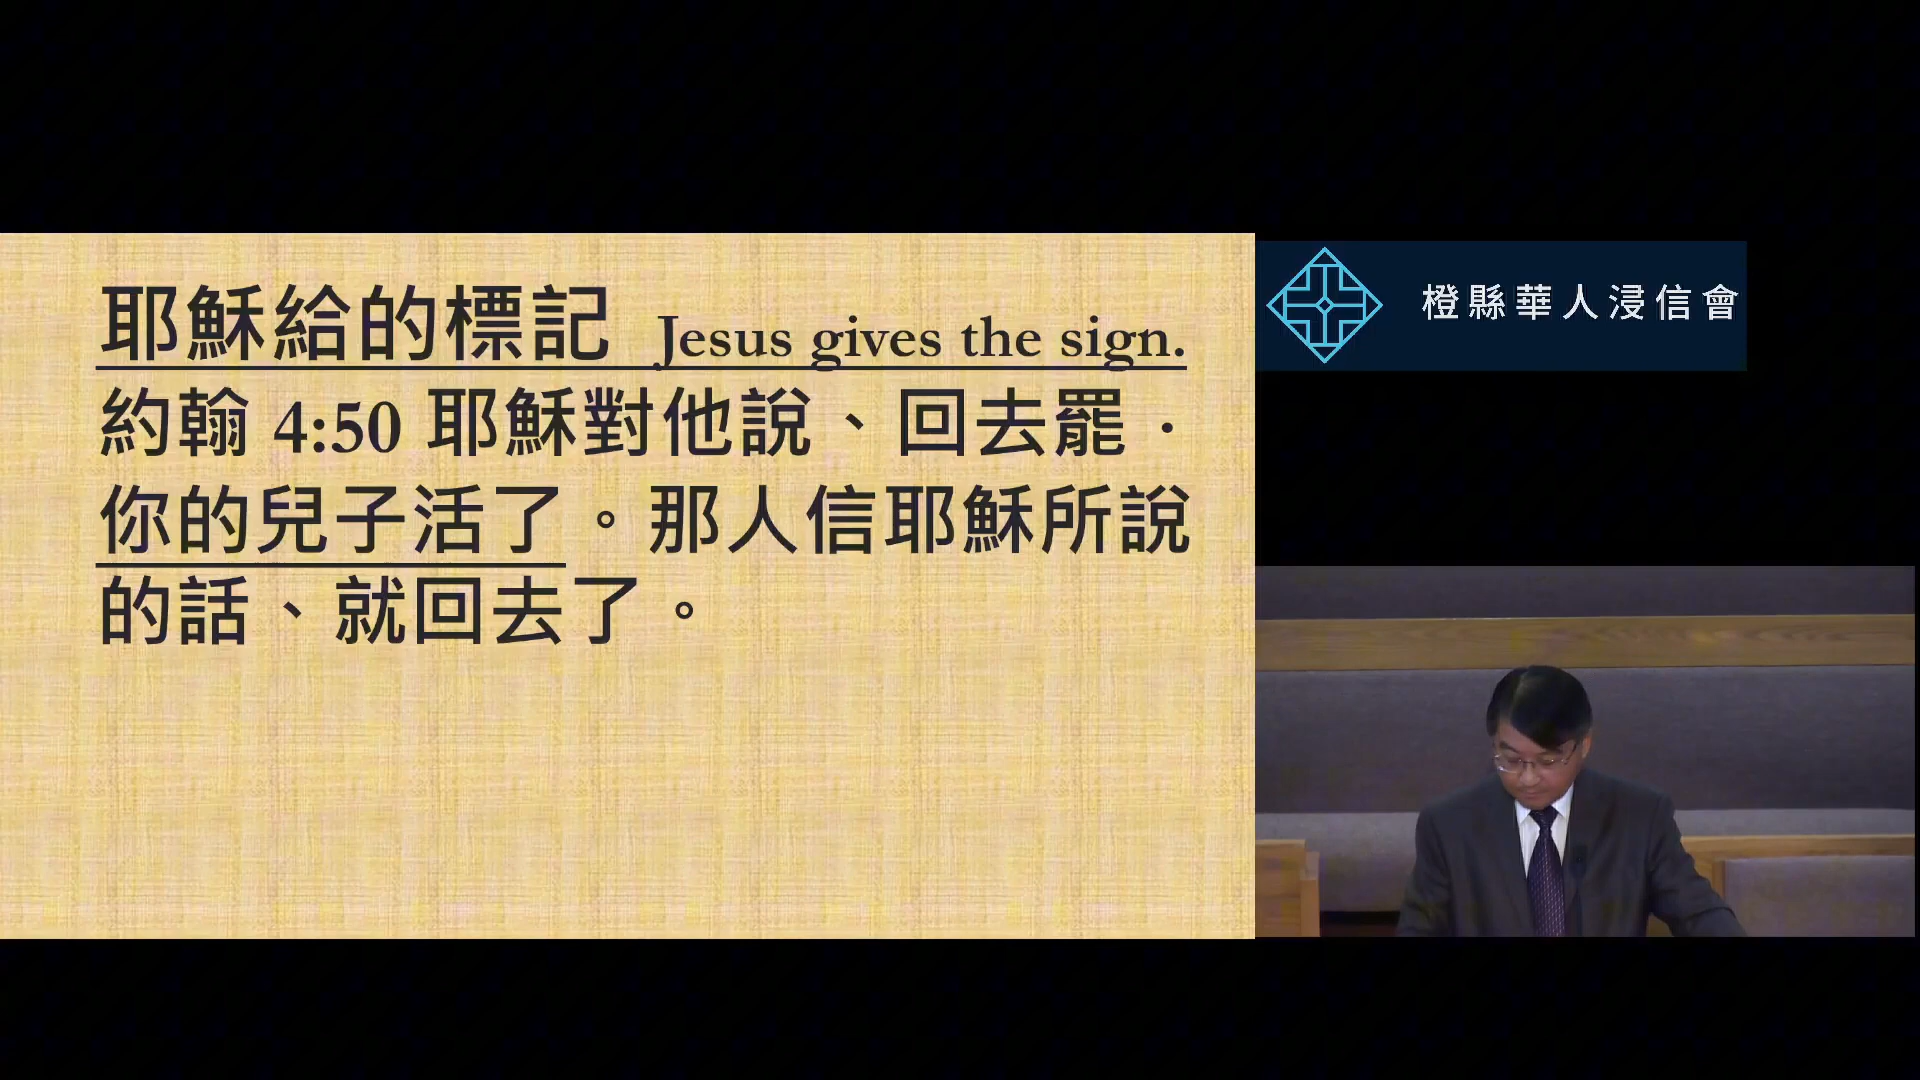 耶穌給的標記 Jesus gives the sign.
約翰 4:50 耶穌對他說、回去罷．
你的兒子活了。那人信耶穌所說
的話、就回去了。
橙縣華人浸信會